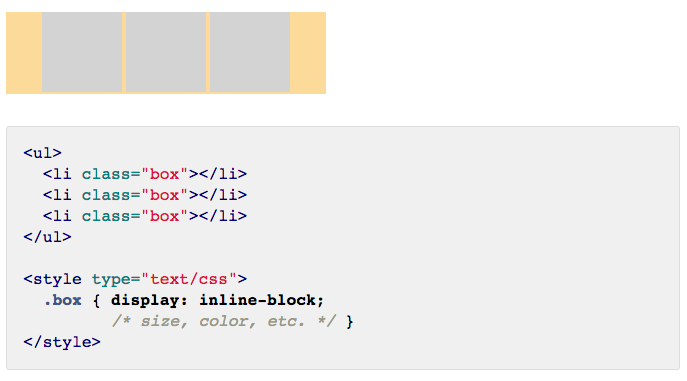 <ul>
  <li class="box"></li>
  <li class="box"></li>
  <li class="box"></li>
</ul>

<style type="text/css">
  .box { display: inline-block;
         /* size, color, etc. */ }
</style>